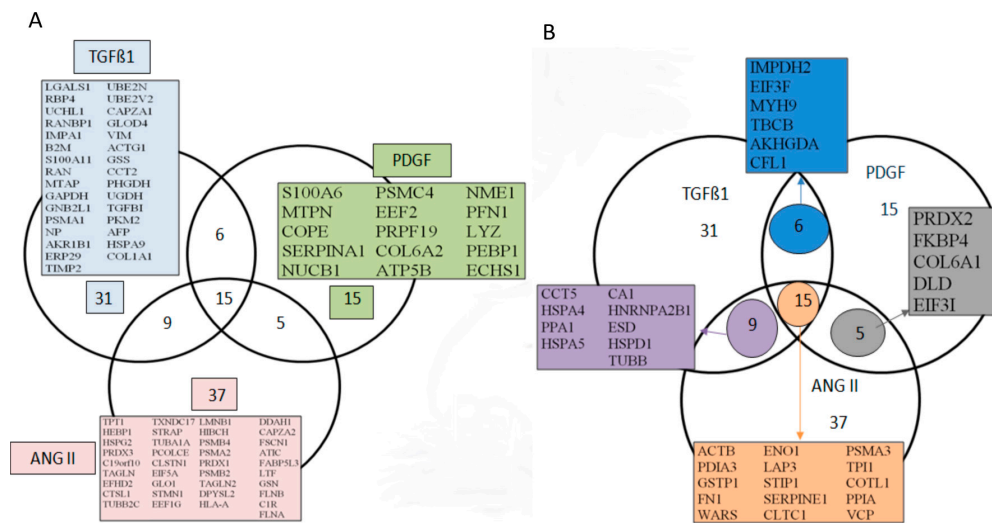 A
TGFß1
LGALS1 UBE2N
RBP4 UBE2V2
UCHL1 CAPZA1
RANBP1 GLOD4
IMPA1 VIM
B2M ACTG1
S100A11 GSS
RAN CCT2
MTAP PHGDH
GAPDH UGDH
GNB2L1 TGFBI
PSMA1 PKM2
NP AFP
AKR1B1 HSPA9
ERP29 COL1A1
TIMP2
31
PDGF
S100A6 PSMC4 NME1
MTPN EEF2 PFN1
COPE PRPF19 LYZ
SERPINA1 COL6A2 PEBP1
NUCB1 ATP5B ECHS1
15
6
15
9
5
37
ANG II
TPT1 TXNDC17 LMNB1 DDAH1
HEBP1 STRAP HIBCH CAPZA2
HSPG2 TUBA1A PSMB4 FSCN1
PRDX3 PCOLCE PSMA2 ATIC
C19orf10 CLSTN1 PRDX1 FABP5L3
TAGLN EIF5A PSMB2 LTF
EFHD2 GLO1 TAGLN2 GSN
CTSL1 STMN1 DPYSL2 FLNB
TUBB2C EEF1G HLA-A C1R
FLNA
B
IMPDH2
EIF3F
MYH9
TBCB
AKHGDA
CFL1
TGFß1
31
PDGF
15
6
PRDX2
FKBP4
COL6A1
DLD
EIF3I
CCT5 CA1
HSPA4 HNRNPA2B1
PPA1 ESD
HSPA5 HSPD1
TUBB
9
15
5
ANG II
37
ACTB ENO1 PSMA3
PDIA3 LAP3 TPI1
GSTP1 STIP1 COTL1
FN1 SERPINE1 PPIA
WARS CLTC1 VCP